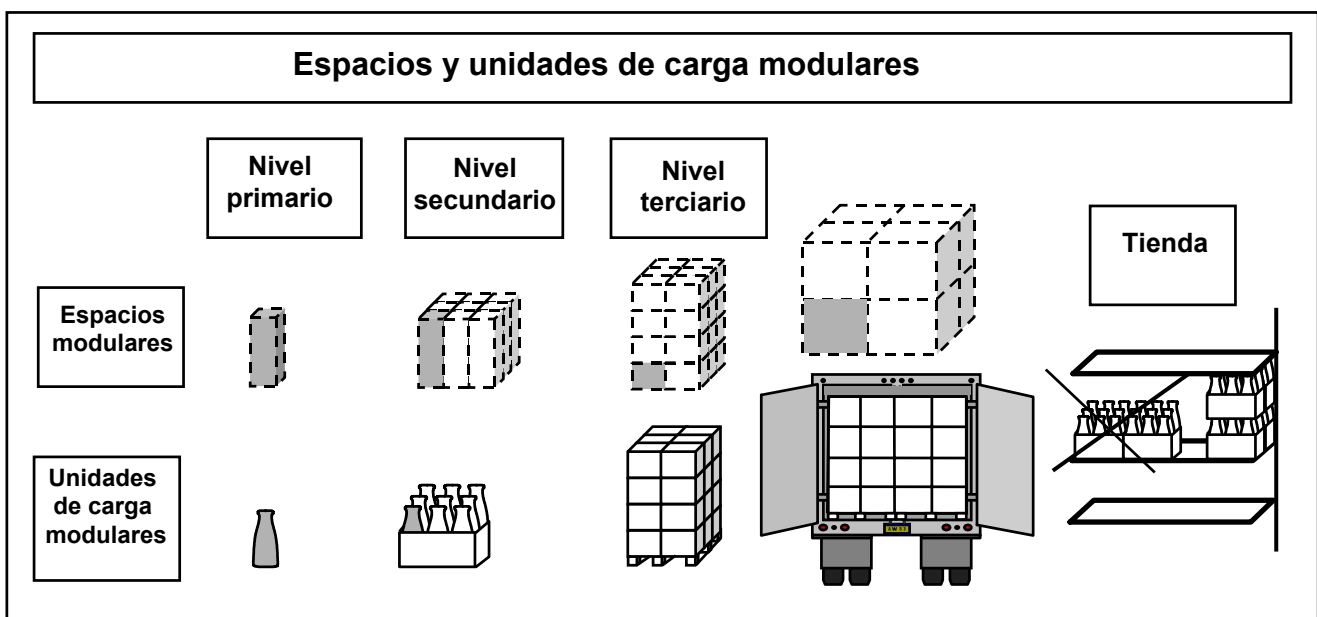 Espacios y unidades de carga modulares
Nivel
primario
Nivel
secundario
Nivel
terciario
Tienda
Espacios
modulares
Unidades
de carga
modulares